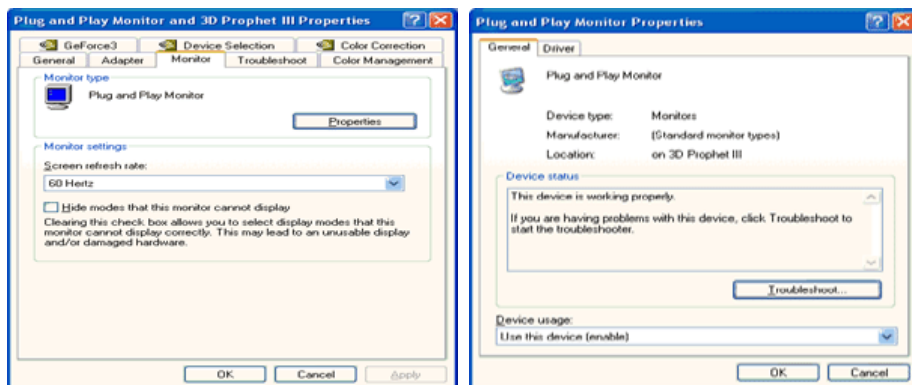 Plug and Play Monitor and 3D Prophet III Properties
GeForce3
Device Selection
Color Correction
General
Adapter
Monitor
Troubleshoot
Color Management
Monitor type
Plug and Play Monitor
Properties
Monitor settings
Screen refresh rate:
60 Hertz
Hide modes that this monitor cannot display
Clearing this check box allows you to select display modes that this
monitor cannot display correctly. This may lead to an unusable display
and/or damaged hardware.
OK
Cancel
Apply
Plug and Play Monitor Properties
General
Driver
Plug and Play Monitor
Device type: Monitors
Manufacturer: (Standard monitor types)
Location: on 3D Prophet III
Device status
This device is working properly.
If you are having problems with this device, click Troubleshoot to
start the troubleshooter.
Troubleshoot...
Device usage:
Use this device (enable)
OK
Cancel